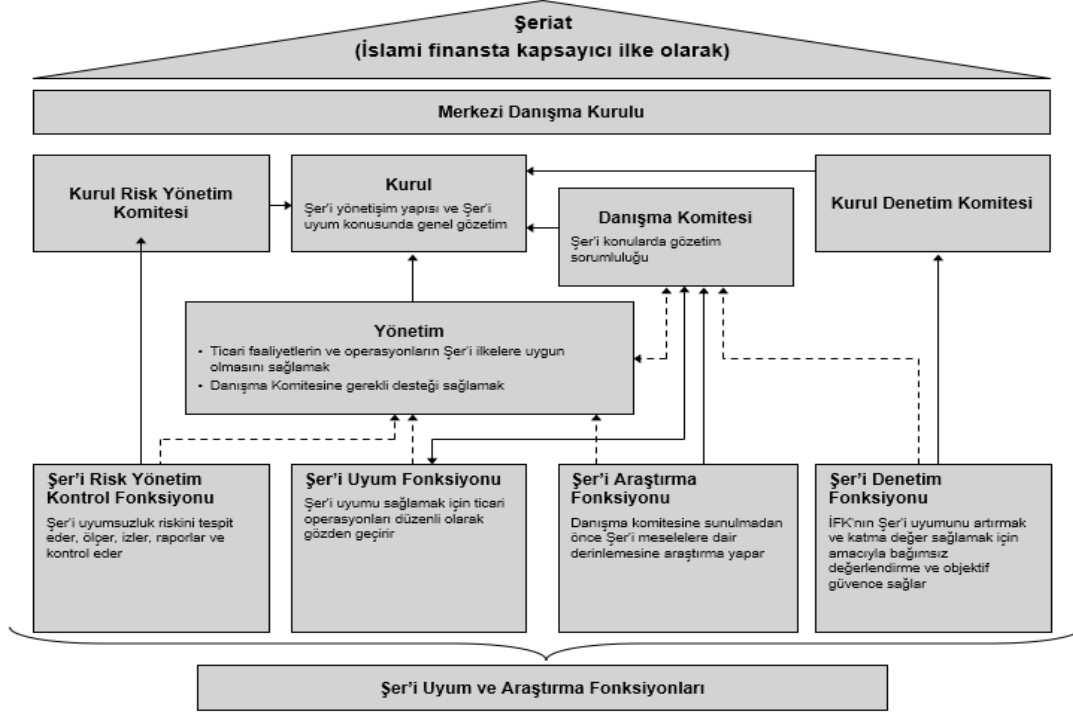 Şeriat
(İslami finansta kapsayıcı ilke olarak)
Merkezi Danışma Kurulu
Kurul Risk Yönetim
Komitesi
Kurul
Şer'i yönetişim yapısı ve Şer'i
uyum konusunda genel gözetim
Danışma Komitesi
Şer'i konularda gözetim
sorumluluğu
Kurul Denetim Komitesi
Yönetim
• Ticari faaliyetlerin ve operasyonların Şer'i ilkelere uygun
olmasını sağlamak
• Danışma Komitesine gerekli desteği sağlamak
Şer'i Risk Yönetim
Kontrol Fonksiyonu
Şer'i uyumsuzluk riskini tespit
eder, ölçer, izler, raporlar ve
kontrol eder
Şer'i Uyum Fonksiyonu
Şer'i uyumu sağlamak için ticari
operasyonları düzenli olarak
gözden geçirir
Şer'i Araştırma
Fonksiyonu
Danışma komitesine sunulmadan
önce Şer'i meselelere dair
derinlemesine araştırma yapar
Şer'i Denetim
Fonksiyonu
İFK'nın Şer'i uyumunu artırmak
ve katma değer sağlamak için
amacıyla bağımsız
değerlendirme ve objektif
güvence sağlar
Şer'i Uyum ve Araştırma Fonksiyonları